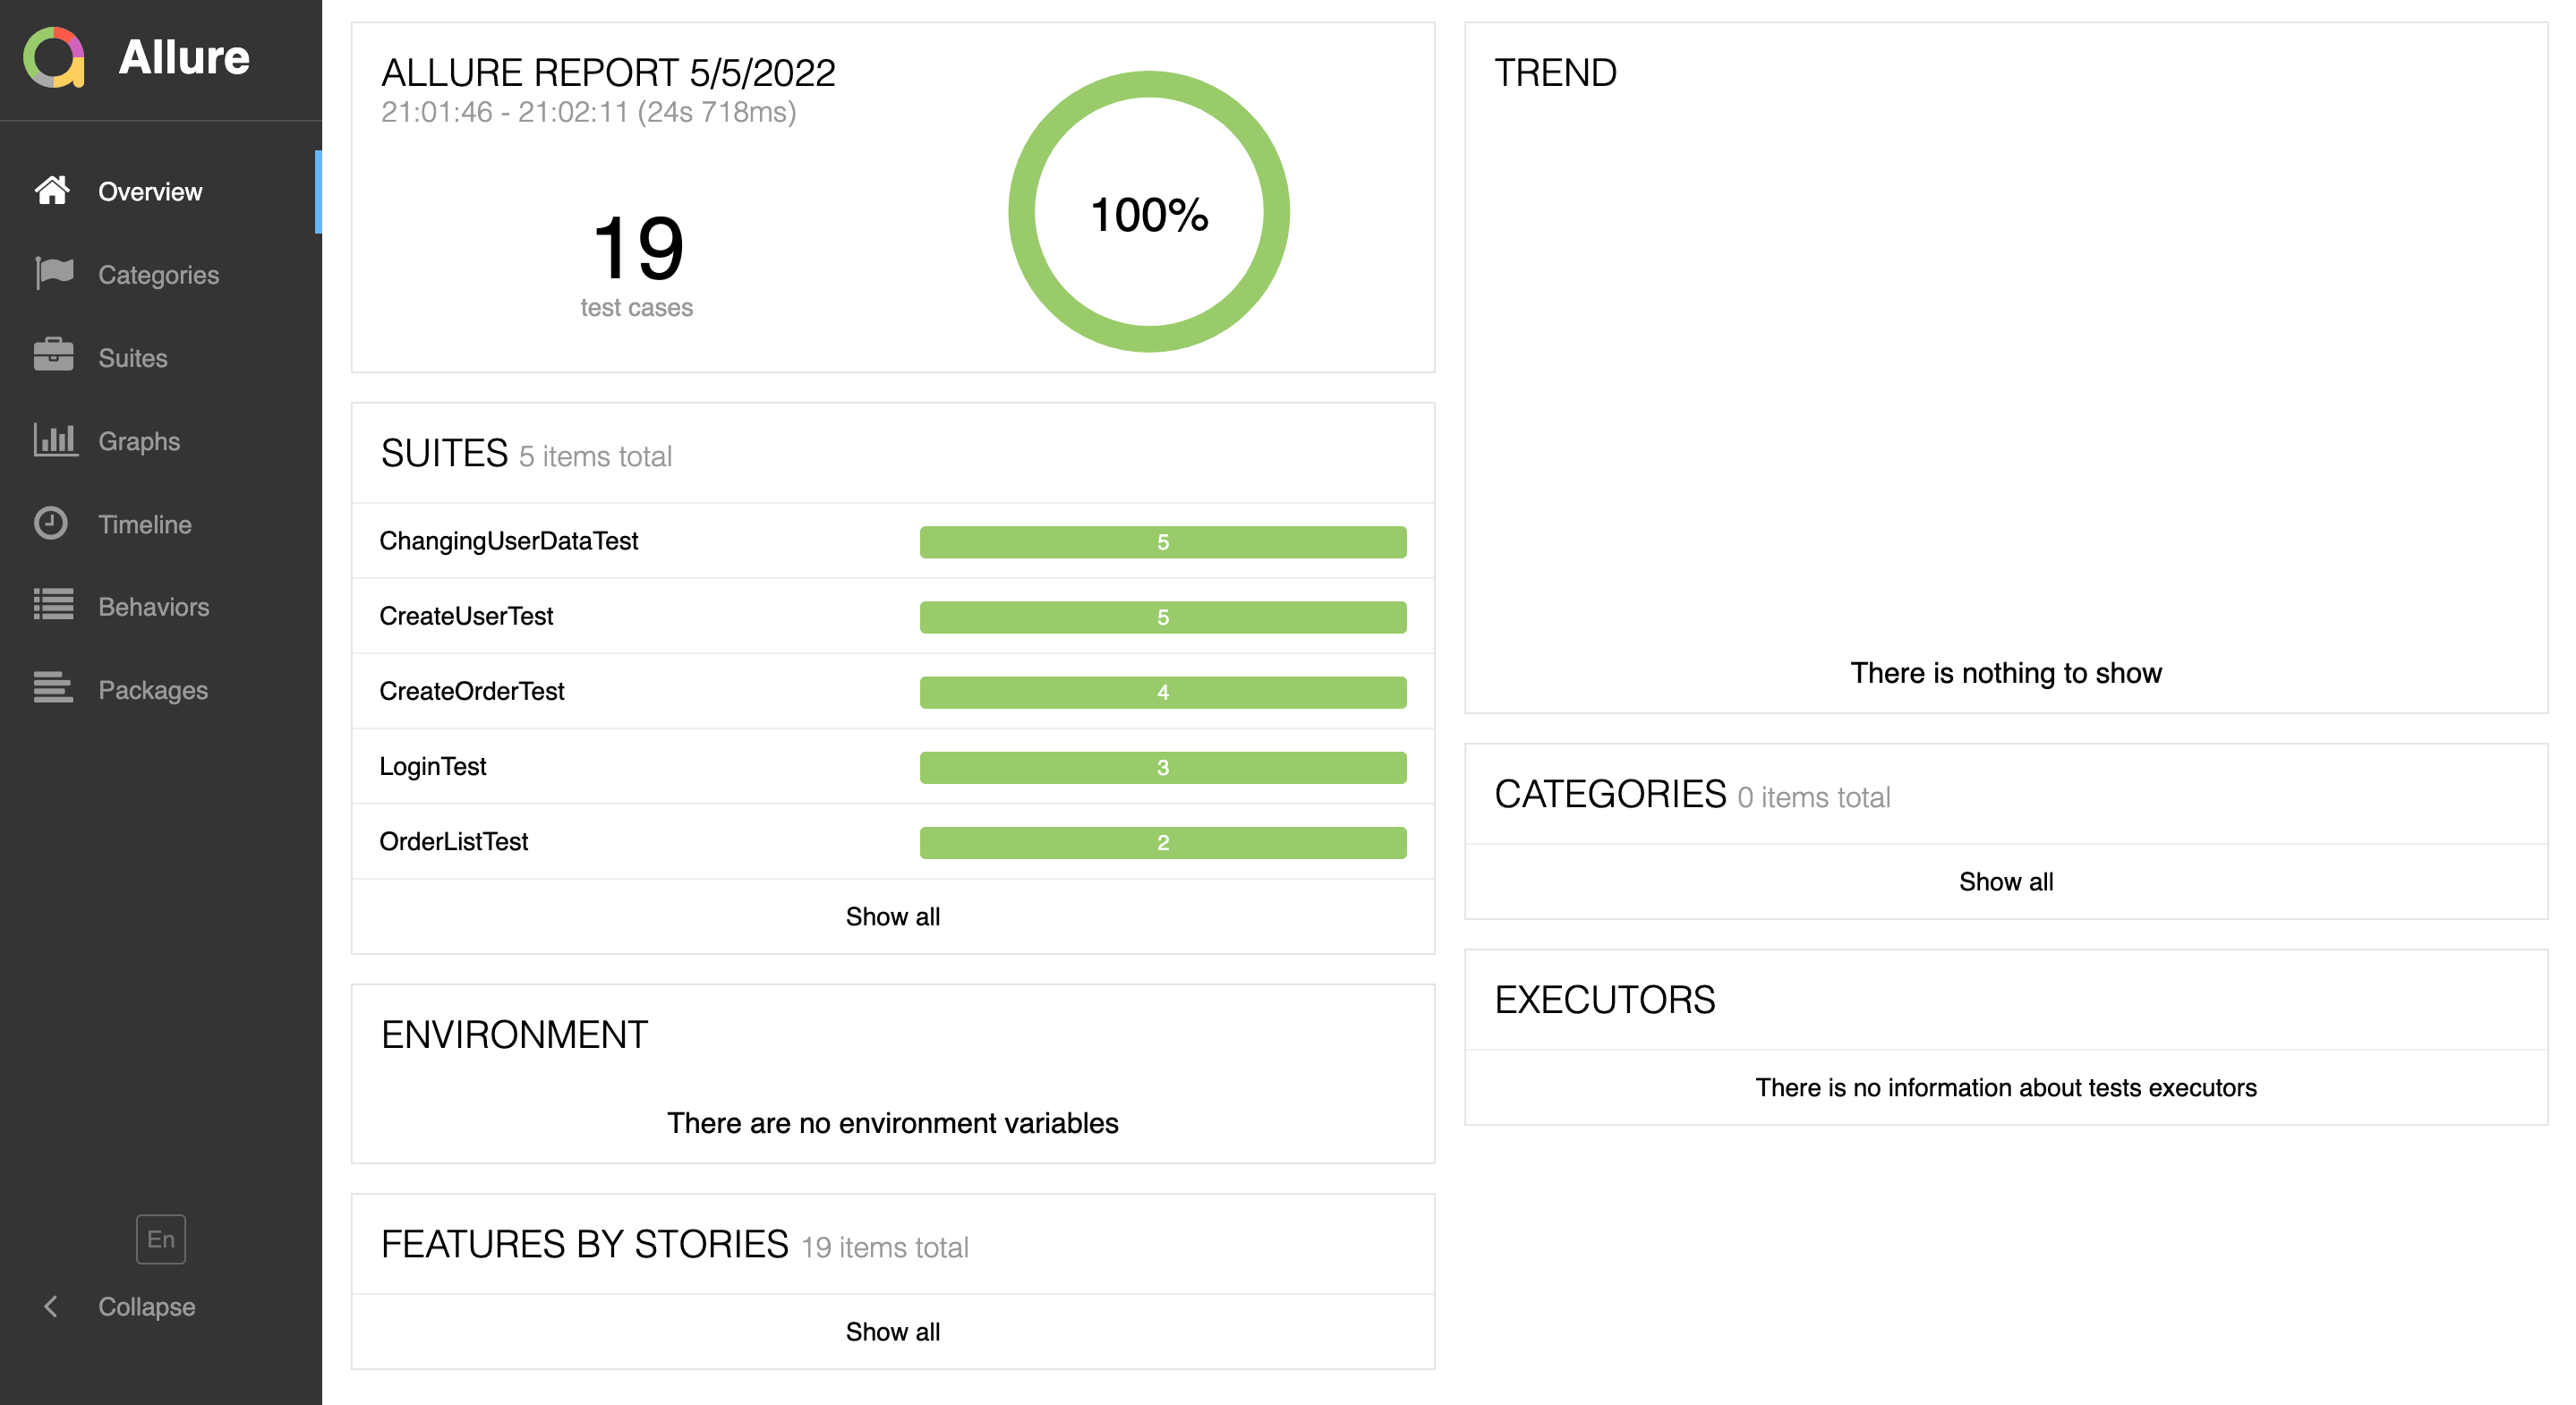 Allure
Overview
Categories
Suites
Graphs
Timeline
Behaviors
Packages
En
Collapse
ALLURE REPORT 5/5/2022
21:01:46 - 21:02:11 (24s 718ms)
19
test cases
100%
SUITES 5 items total
ChangingUserDataTest 5
CreateUserTest 5
CreateOrderTest 4
LoginTest 3
OrderListTest 2
Show all
ENVIRONMENT
There are no environment variables
FEATURES BY STORIES 19 items total
Show all
TREND
There is nothing to show
CATEGORIES 0 items total
Show all
EXECUTORS
There is no information about tests executors